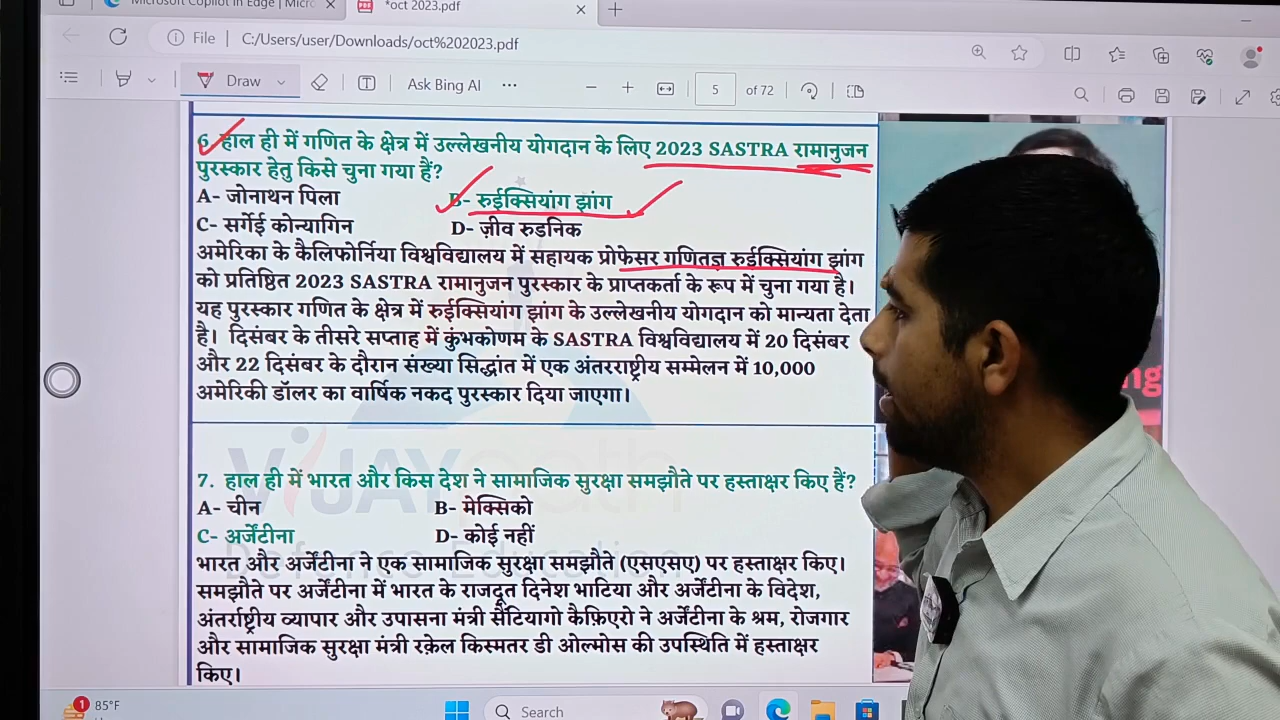 Microsoft Copilot in Edge | Micr
*oct 2023.pdf
File | C:/Users/user/Downloads/oct%202023.pdf
Draw
Ask Bing AI
5 of 72
6. हाल ही में गणित के क्षेत्र में उल्लेखनीय योगदान के लिए 2023 SASTRA रामानुजन
पुरस्कार हेतु किसे चुना गया हैं?
A- जोनाथन पिला B- रुईक्सियांग झांग
C- सर्गेई कोन्यागिन D- ज़ीव रुडनिक
अमेरिका के कैलिफोर्निया विश्वविद्यालय में सहायक प्रोफेसर गणितज्ञ रुईक्सियांग झांग
को प्रतिष्ठित 2023 SASTRA रामानुजन पुरस्कार के प्राप्तकर्ता के रूप में चुना गया है।
यह पुरस्कार गणित के क्षेत्र में रुईक्सियांग झांग के उल्लेखनीय योगदान को मान्यता देता
है। दिसंबर के तीसरे सप्ताह में कुंभकोणम के SASTRA विश्वविद्यालय में 20 दिसंबर
और 22 दिसंबर के दौरान संख्या सिद्धांत में एक अंतरराष्ट्रीय सम्मेलन में 10,000
अमेरिकी डॉलर का वार्षिक नकद पुरस्कार दिया जाएगा।
7. हाल ही में भारत और किस देश ने सामाजिक सुरक्षा समझौते पर हस्ताक्षर किए हैं?
A- चीन B- मेक्सिको
C- अर्जेंटीना D- कोई नहीं
भारत और अर्जेंटीना ने एक सामाजिक सुरक्षा समझौते (एसएसए) पर हस्ताक्षर किए।
समझौते पर अर्जेंटीना में भारत के राजदूत दिनेश भाटिया और अर्जेंटीना के विदेश,
अंतर्राष्ट्रीय व्यापार और उपासना मंत्री सैंटियागो कैफ़िएरो ने अर्जेंटीना के श्रम, रोजगार
और सामाजिक सुरक्षा मंत्री रक़ेल किस्मतर डी ओल्मोस की उपस्थिति में हस्ताक्षर
किए।
VIJAYpath
Defence Education
ng
1 85°F
Search